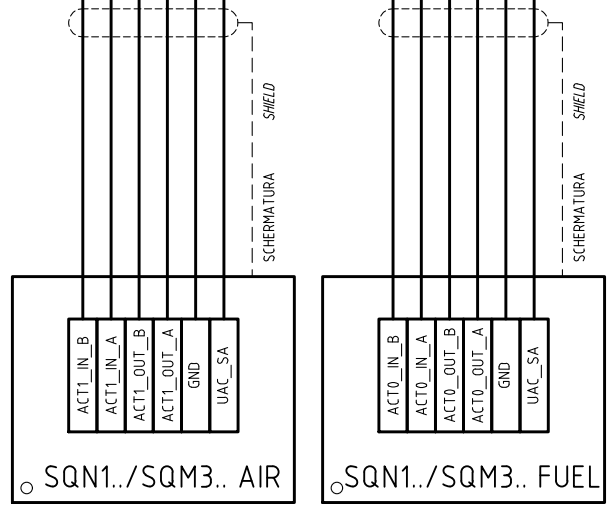 SHIELD
SCHERMATURA
ACT1_IN_B
ACT1_IN_A
ACT1_OUT_B
ACT1_OUT_A
GND
UAC_SA
SQN1../SQM3.. AIR
SHIELD
SCHERMATURA
ACT0_IN_B
ACT0_IN_A
ACT0_OUT_B
ACT0_OUT_A
GND
UAC_SA
SQN1../SQM3.. FUEL